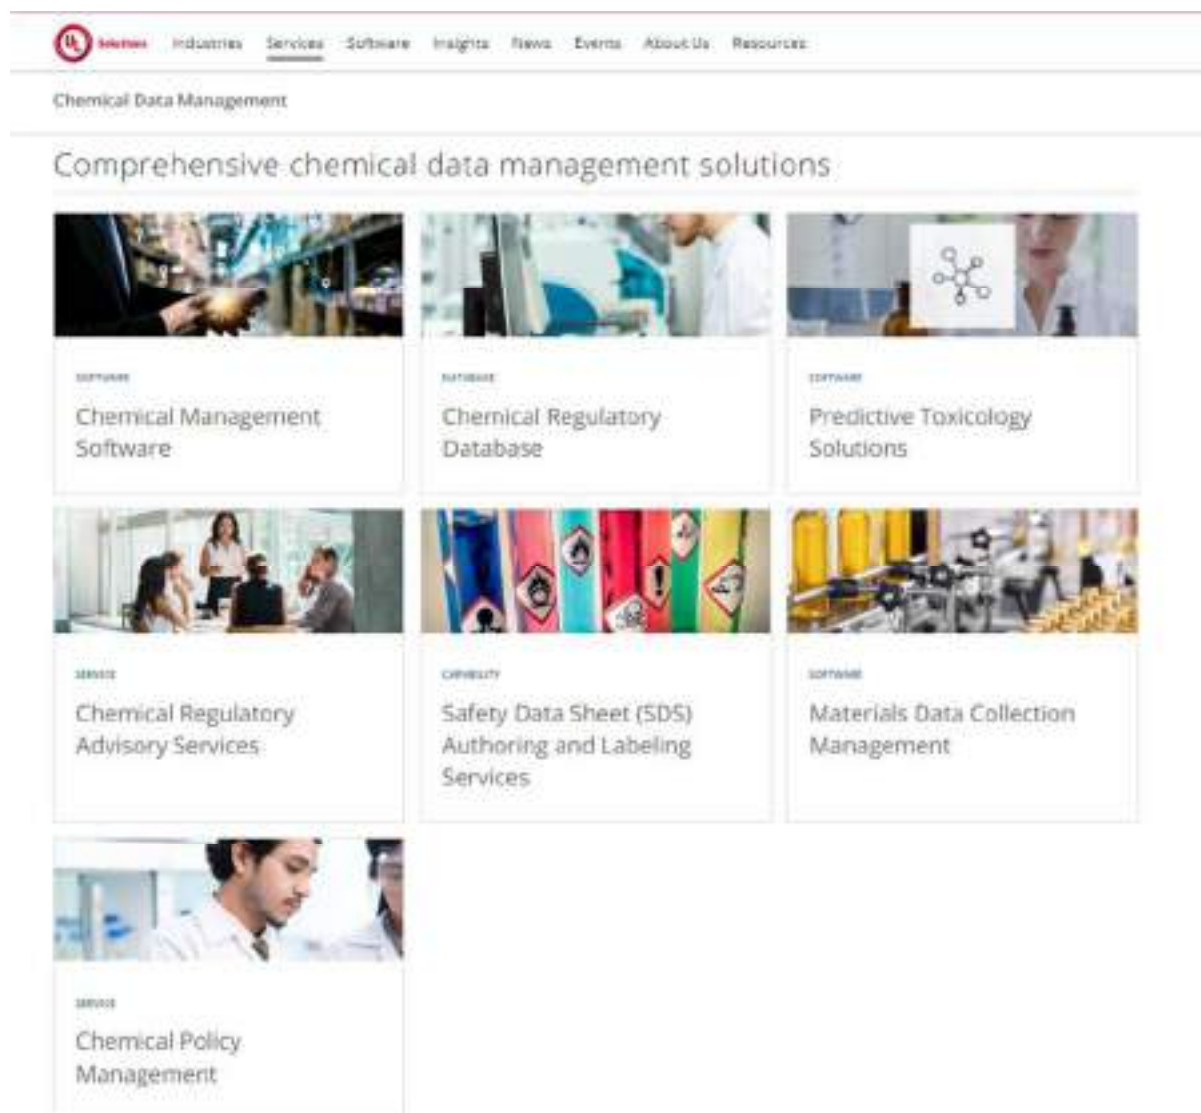 UL Solutions Industries Services Software Insights News Events About Us Resources
Chemical Data Management
Comprehensive chemical data management solutions
SOFTWARE
Chemical Management
Software
DATABASE
Chemical Regulatory
Database
SOFTWARE
Predictive Toxicology
Solutions
SERVICE
Chemical Regulatory
Advisory Services
CAPABILITY
Safety Data Sheet (SDS)
Authoring and Labeling
Services
SOFTWARE
Materials Data Collection
Management
SERVICE
Chemical Policy
Management